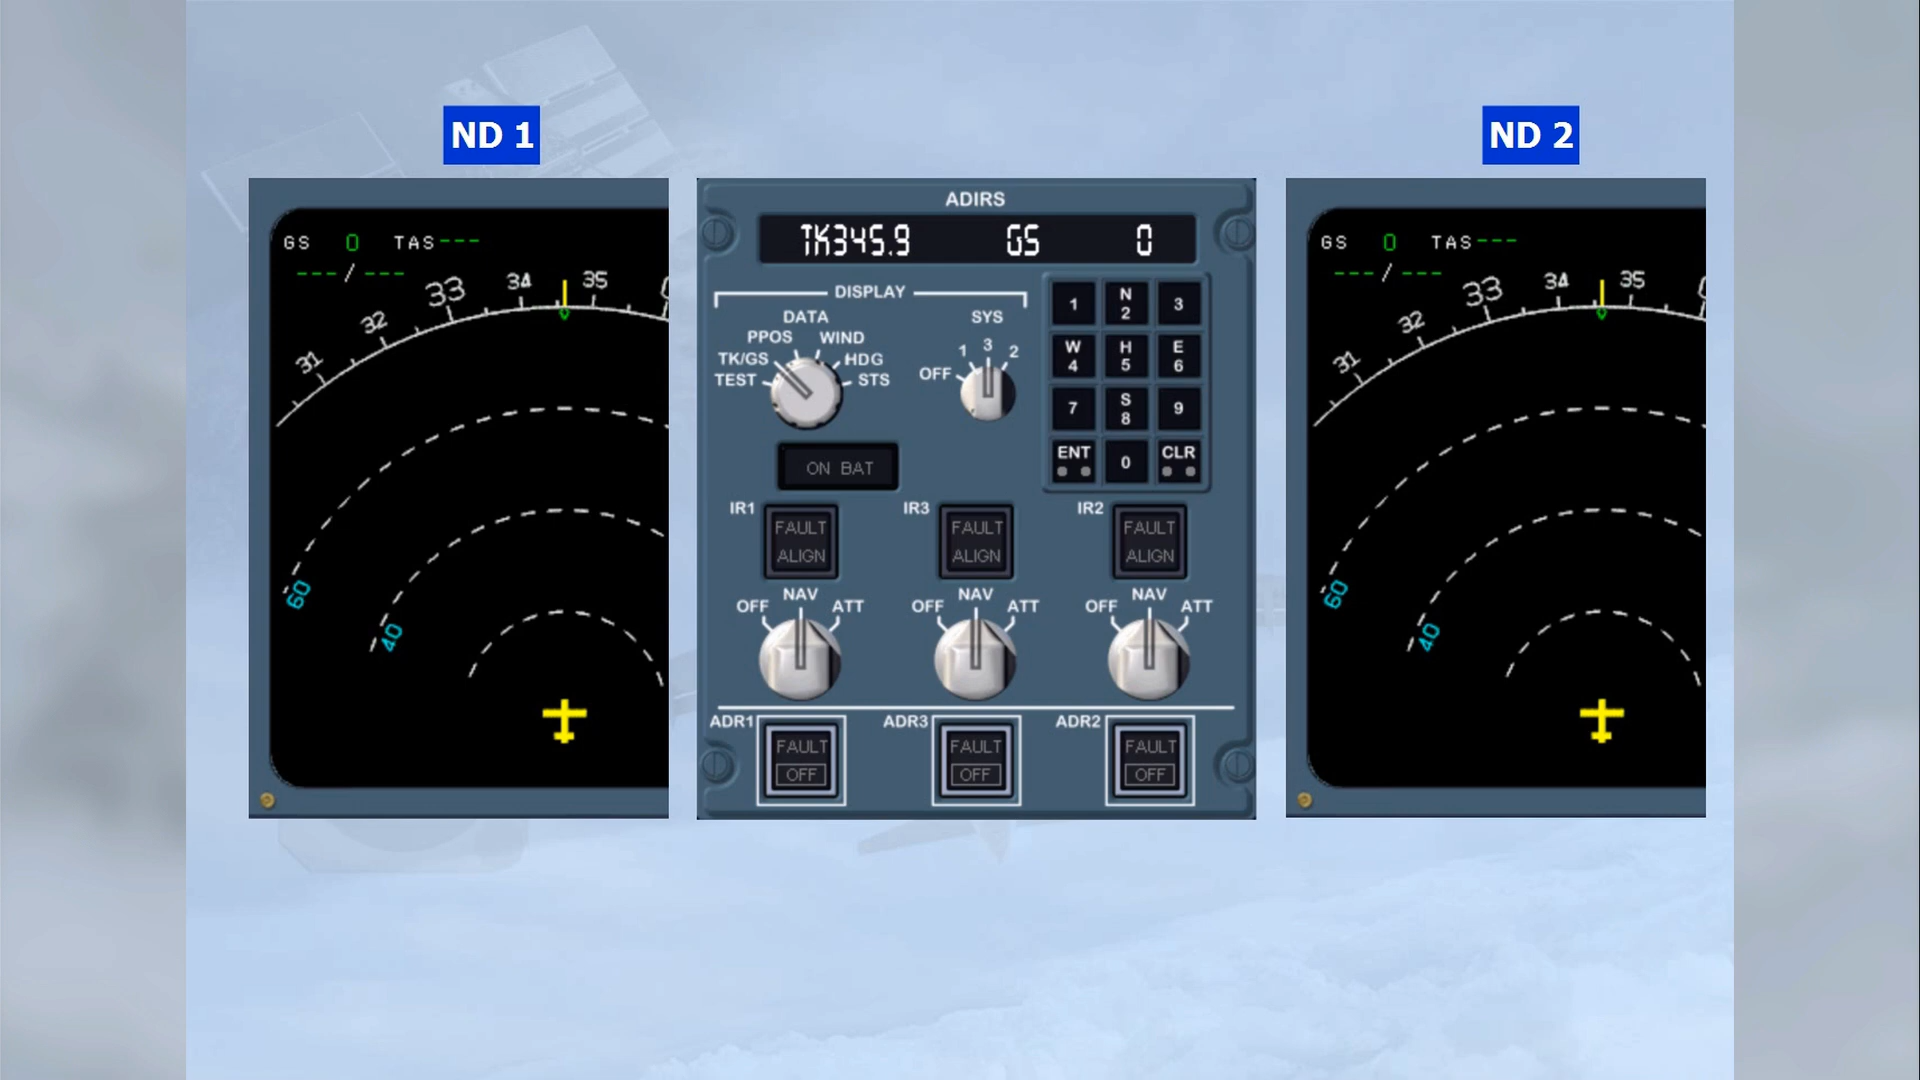 ND 1
ND 2
GS 0 TAS---
---/---
31 32 33 34 35
60
40
ADIRS
TK345.9 GS 0
DISPLAY
DATA
PPOS WIND
TK/GS HDG
TEST STS
SYS
1 3 2
OFF
1 N 2 3
W 4 H 5 E 6
7 S 8 9
ENT 0 CLR
ON BAT
IR1 FAULT ALIGN
IR3 FAULT ALIGN
IR2 FAULT ALIGN
OFF NAV ATT
OFF NAV ATT
OFF NAV ATT
ADR1 FAULT OFF
ADR3 FAULT OFF
ADR2 FAULT OFF
GS 0 TAS---
---/---
31 32 33 34 35
60
40